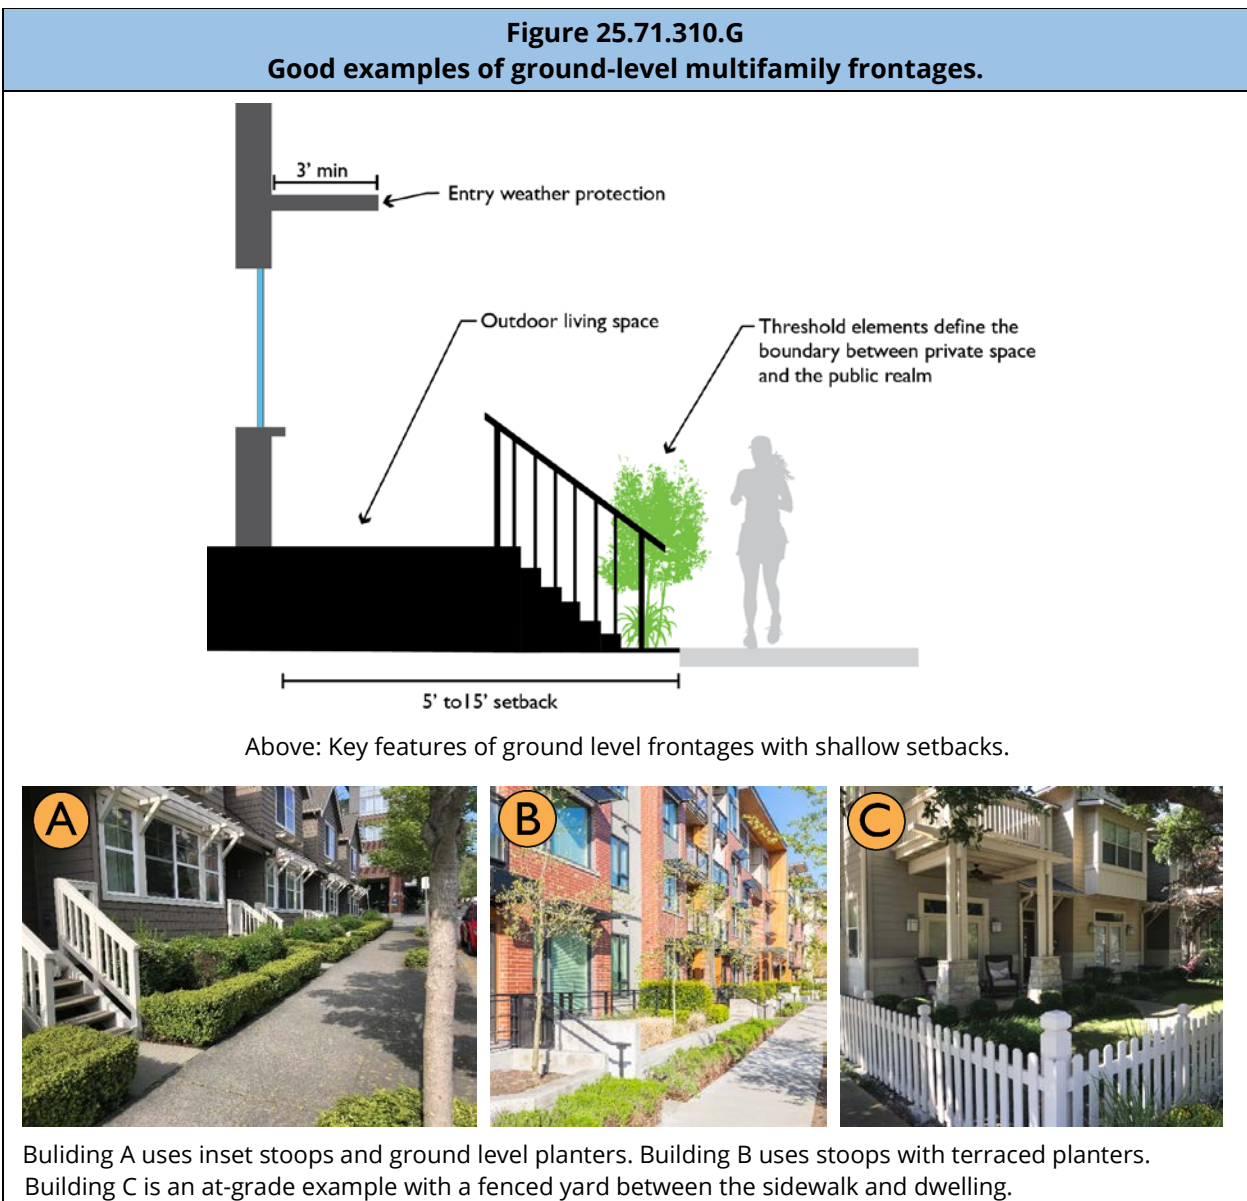 Figure 25.71.310.G
Good examples of ground-level multifamily frontages.
3' min
Entry weather protection
Outdoor living space
Threshold elements define the
boundary between private space
and the public realm
5' to15' setback
Above: Key features of ground level frontages with shallow setbacks.
A
B
C
Buliding A uses inset stoops and ground level planters. Building B uses stoops with terraced planters.
Building C is an at-grade example with a fenced yard between the sidewalk and dwelling.